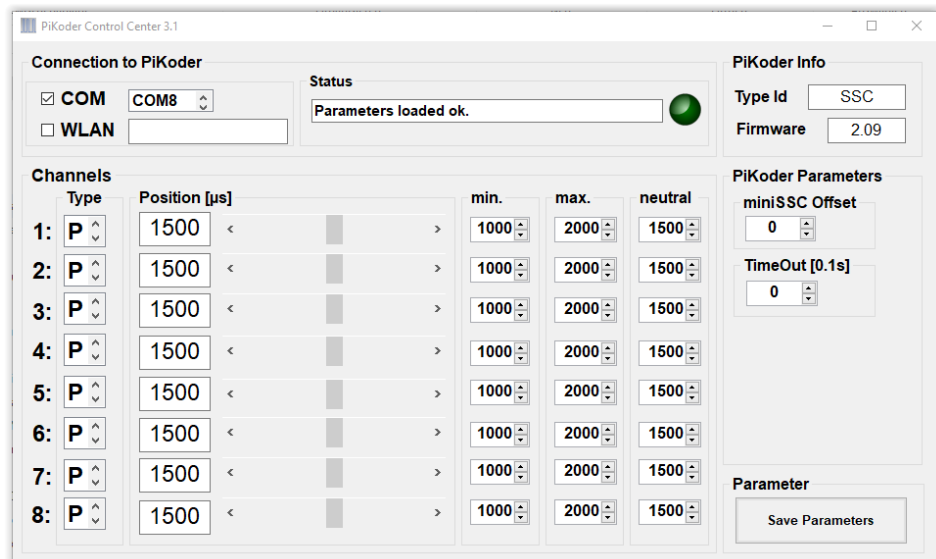 PiKoder Control Center 3.1
Connection to PiKoder
COM COM8
WLAN
Status
Parameters loaded ok.
PiKoder Info
Type Id SSC
Firmware 2.09
Channels
Type Position [µs] min. max. neutral
1: P 1500 < > 1000 2000 1500
2: P 1500 < > 1000 2000 1500
3: P 1500 < > 1000 2000 1500
4: P 1500 < > 1000 2000 1500
5: P 1500 < > 1000 2000 1500
6: P 1500 < > 1000 2000 1500
7: P 1500 < > 1000 2000 1500
8: P 1500 < > 1000 2000 1500
PiKoder Parameters
miniSSC Offset
0
TimeOut [0.1s]
0
Parameter
Save Parameters